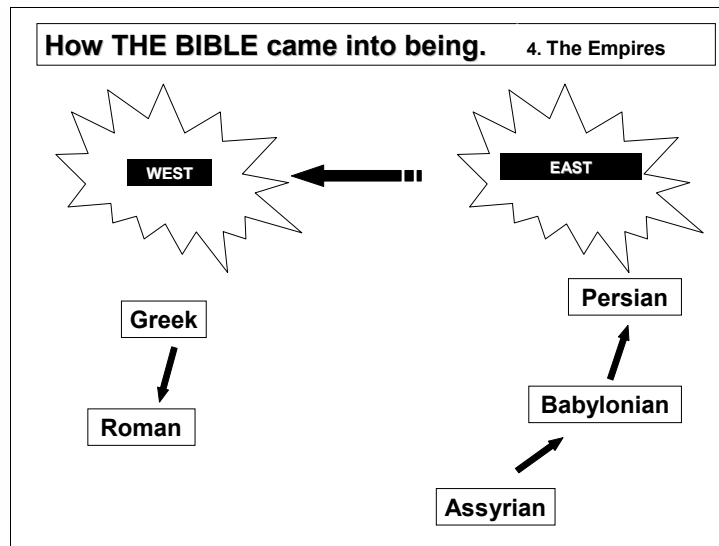 How THE BIBLE came into being. 4. The Empires
WEST
EAST
Persian
Greek
Babylonian
Roman
Assyrian